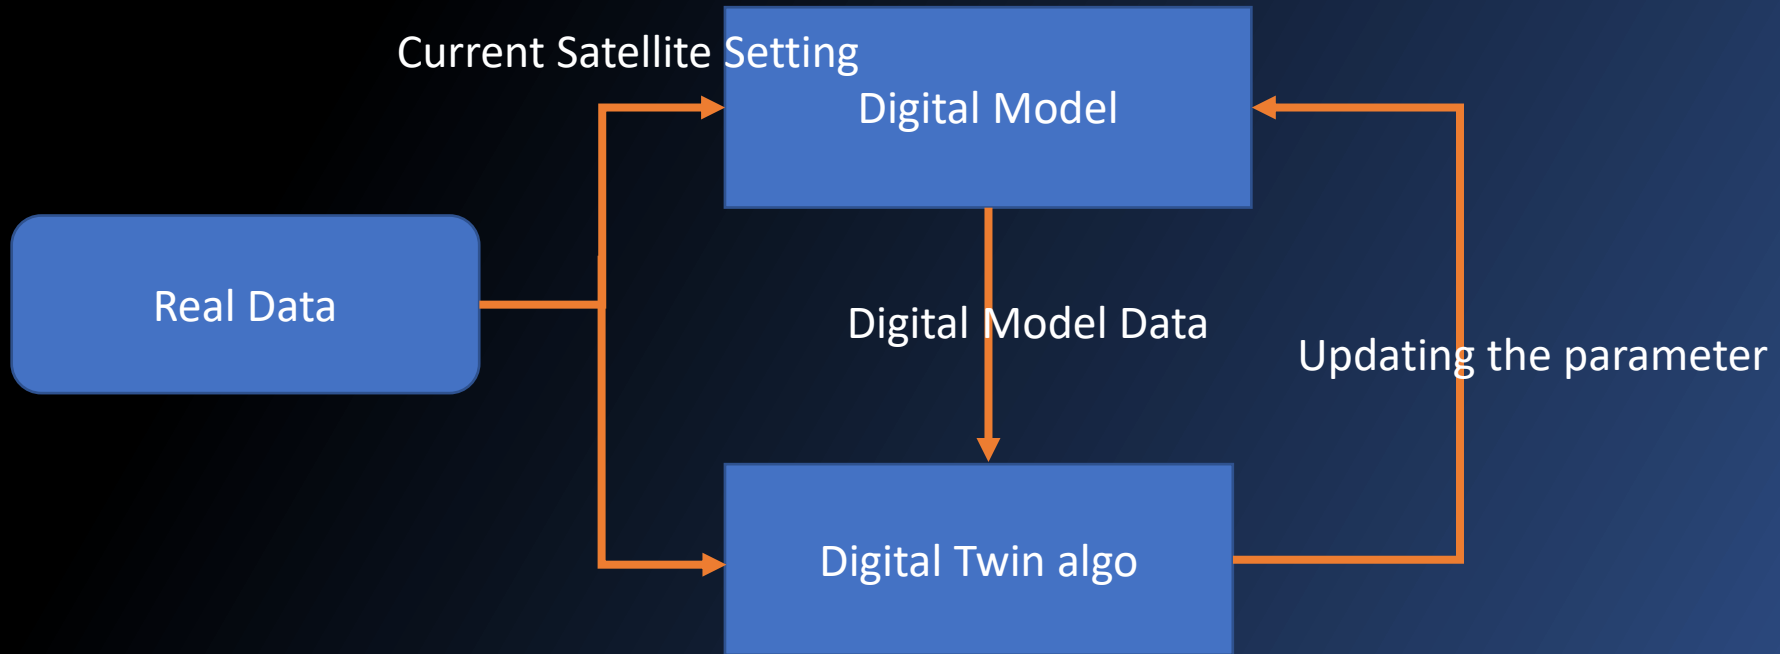 Current Satellite Setting
Digital Model
Real Data
Digital Model Data
Updating the parameter
Digital Twin algo